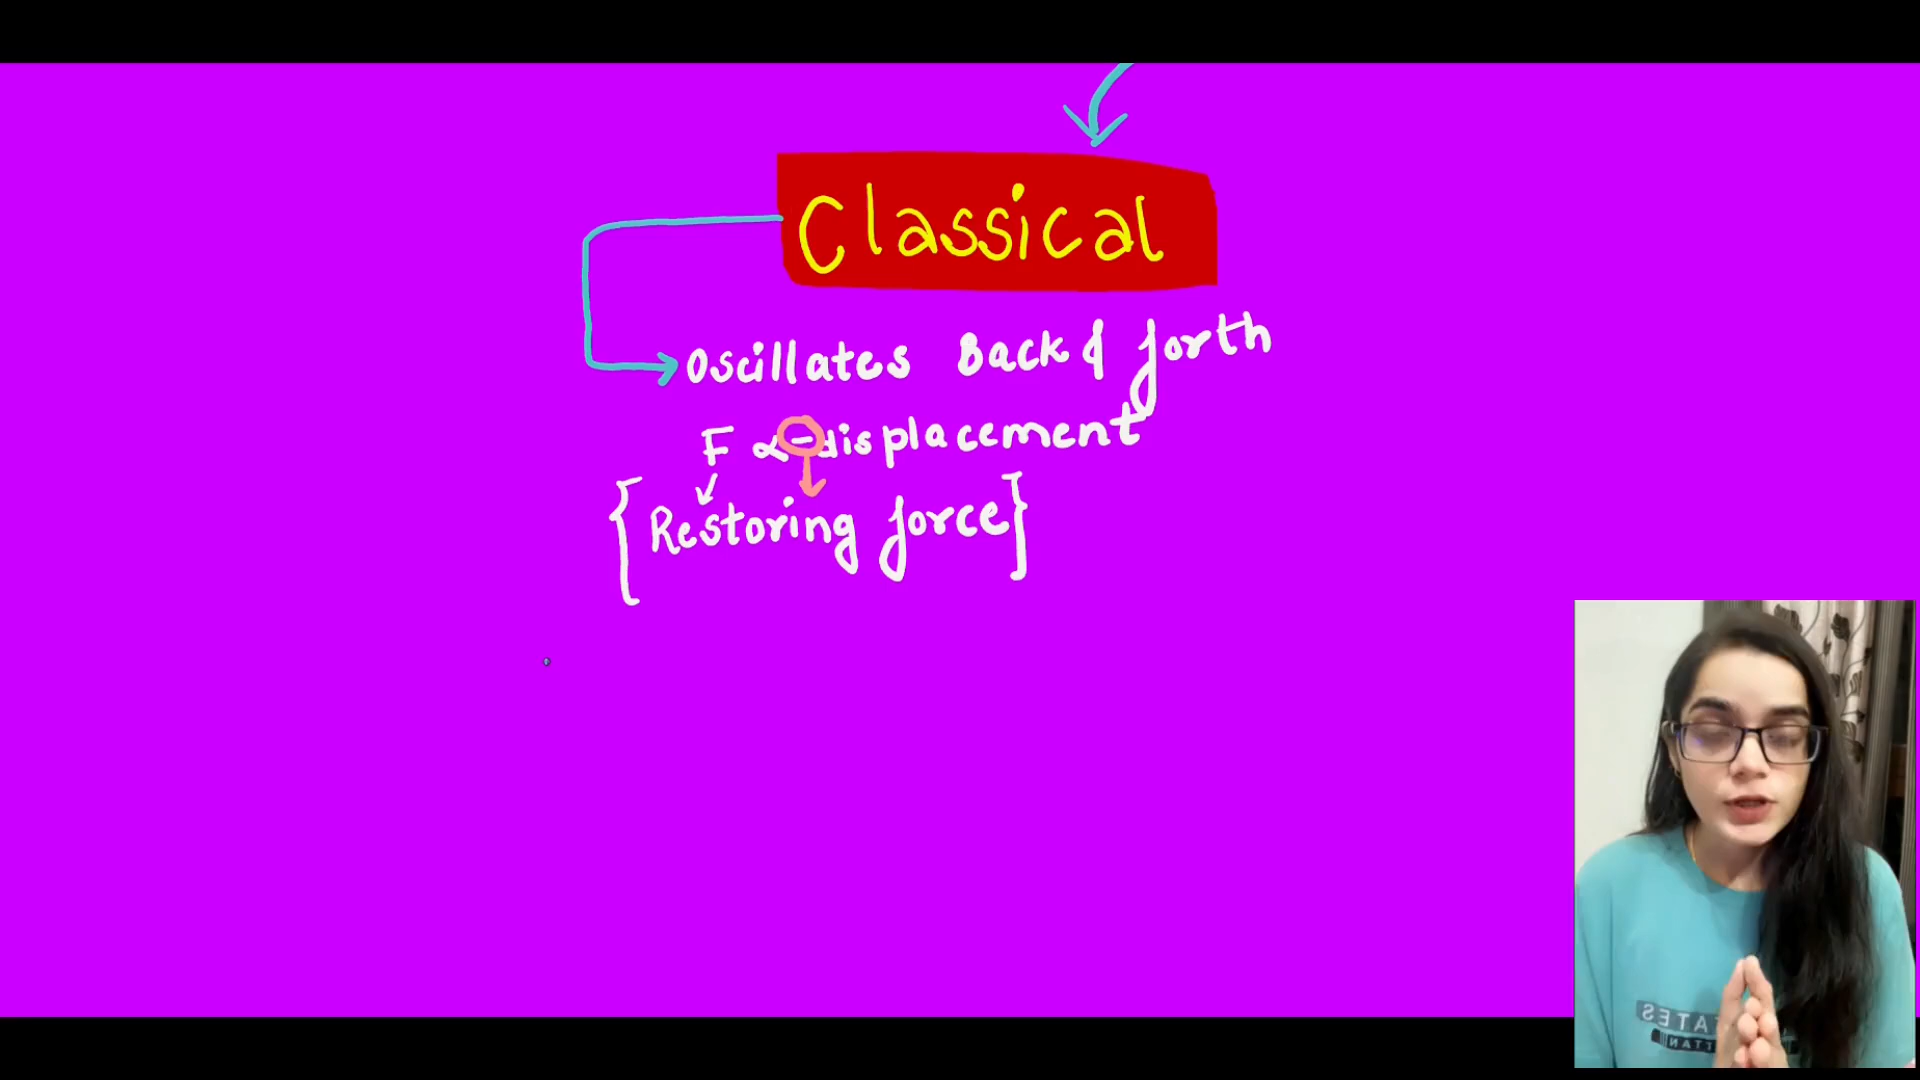 Classical
Oscillates Back & forth
F ∝ -displacement
{Restoring force}